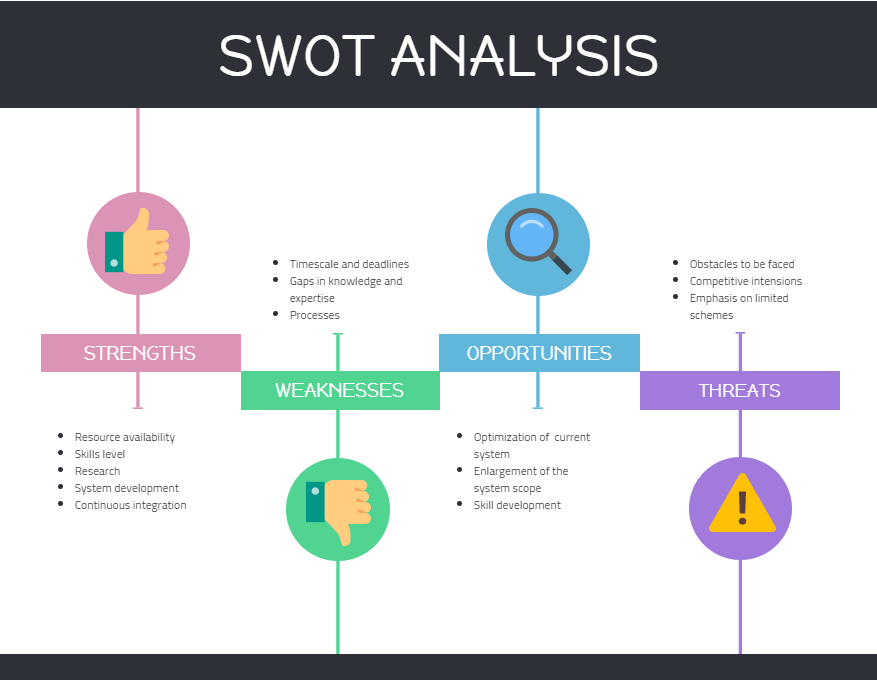 SWOT ANALYSIS
STRENGTHS
• Resource availability
• Skills level
• Research
• System development
• Continuous integration
• Timescale and deadlines
• Gaps in knowledge and
expertise
• Processes
WEAKNESSES
OPPORTUNITIES
• Optimization of current
system
• Enlargement of the
system scope
• Skill development
• Obstacles to be faced
• Competitive intensions
• Emphasis on limited
schemes
THREATS